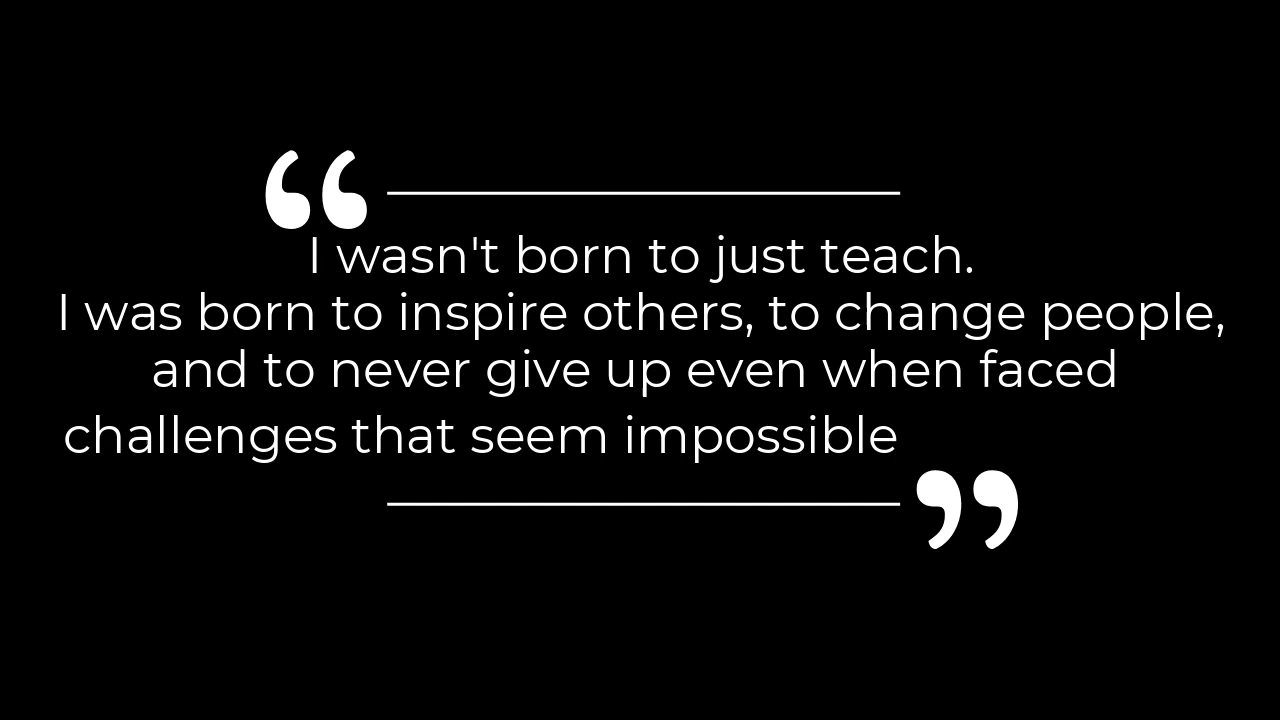 “
I wasn't born to just teach.
I was born to inspire others, to change people,
and to never give up even when faced
challenges that seem impossible
”